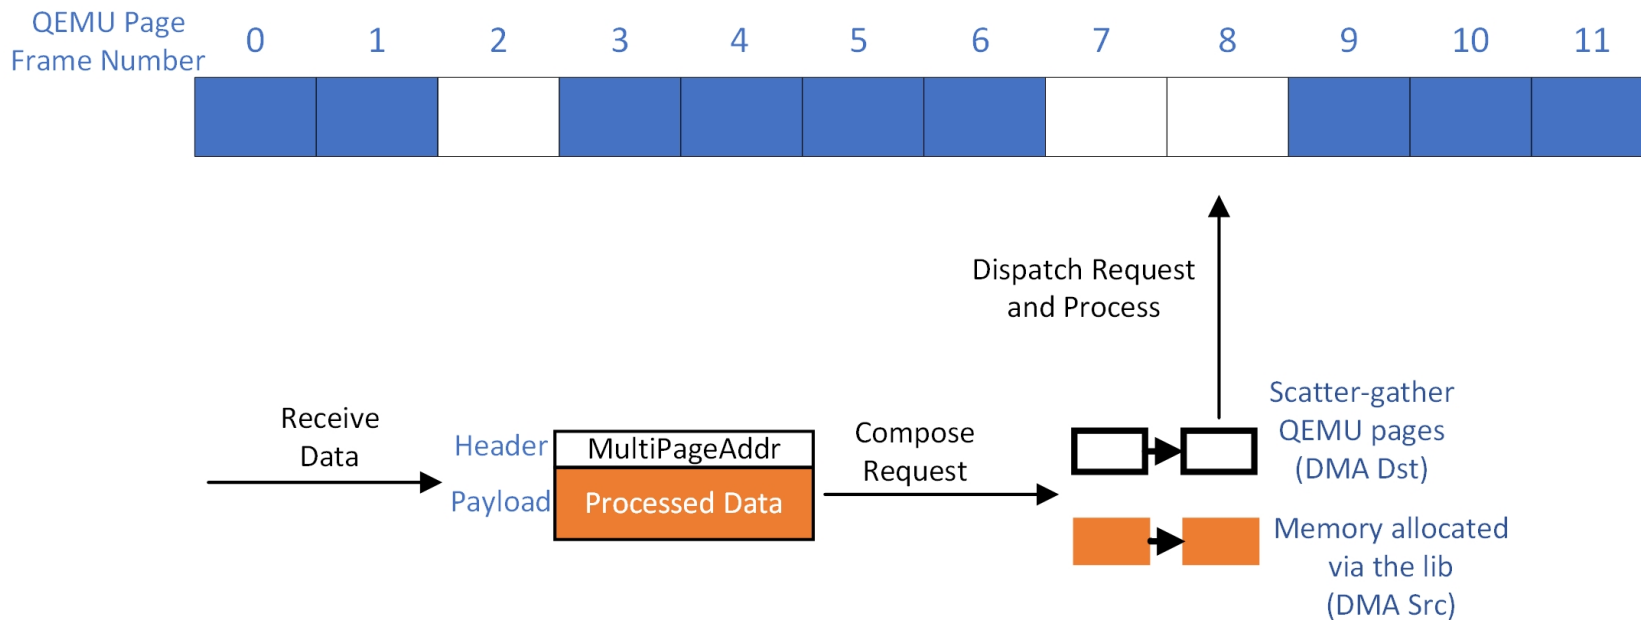 QEMU Page
Frame Number
0 1 2 3 4 5 6 7 8 9 10 11
Dispatch Request
and Process
Receive
Data
Header
MultiPageAddr
Payload
Processed Data
Compose
Request
Scatter-gather
QEMU pages
(DMA Dst)
Memory allocated
via the lib
(DMA Src)